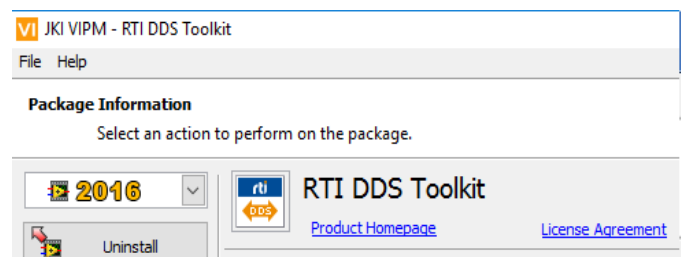 VI JKI VIPM - RTI DDS Toolkit
File Help
Package Information
Select an action to perform on the package.
2016
rti
DDS
RTI DDS Toolkit
Product Homepage License Agreement
Uninstall